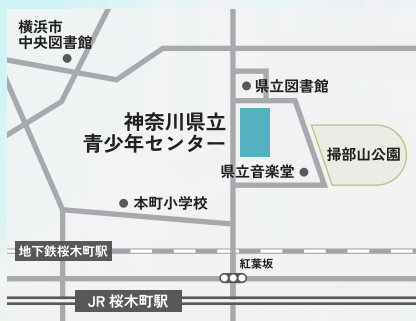 横浜市
中央図書館
県立図書館
神奈川県立
青少年センター
掃部山公園
県立音楽堂
本町小学校
地下鉄桜木町駅
紅葉坂
JR 桜木町駅